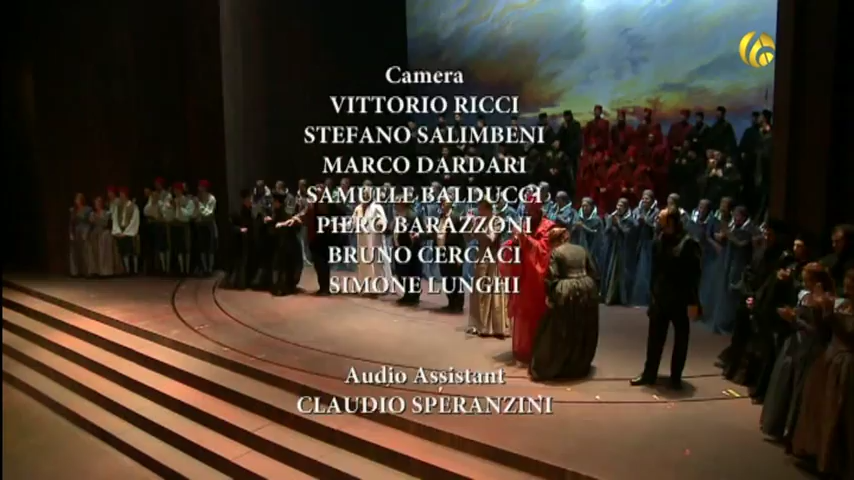 Camera
VITTORIO RICCI
STEFANO SALIMBENI
MARCO DARDARI
SAMUELE BALDUCCI
PIERO BARAZZONI
BRUNO CERCACI
SIMONE LUNGHI
Audio Assistant
CLAUDIO SPERANZINI